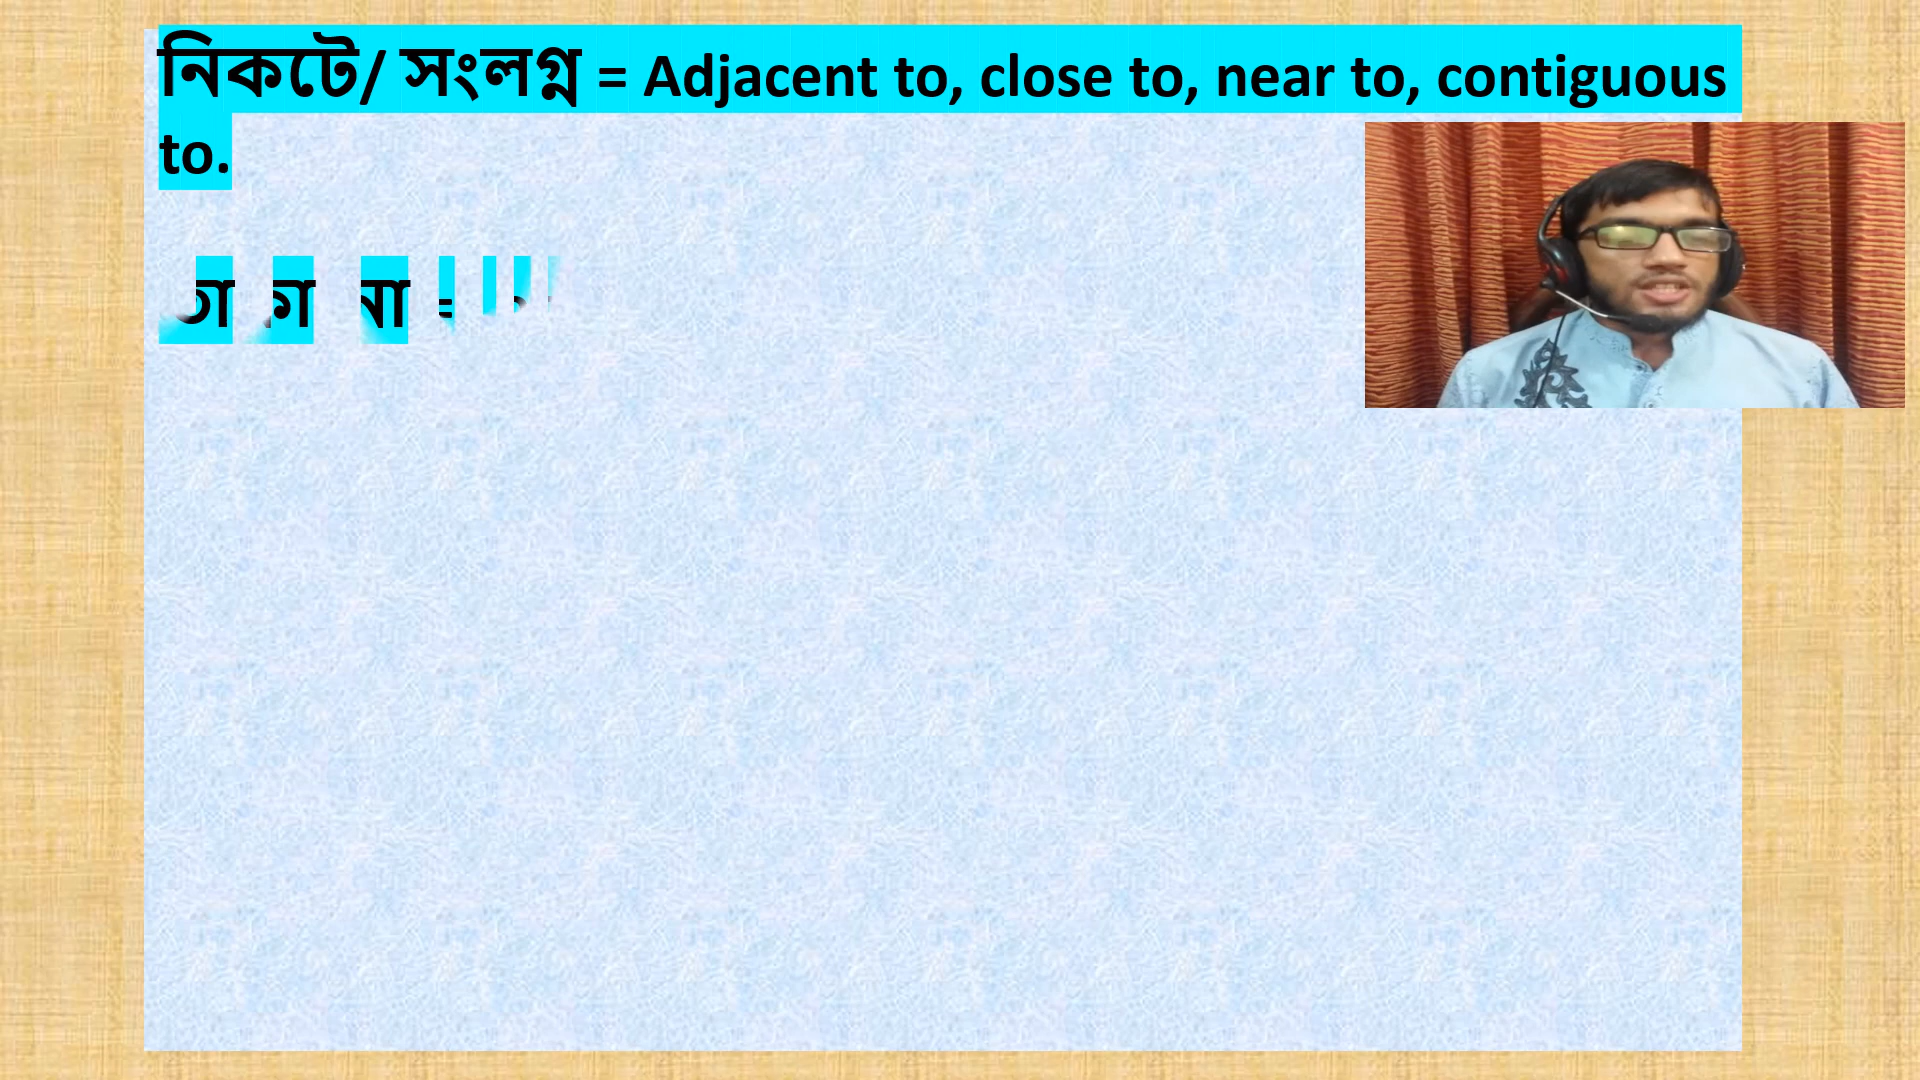 নিকটে/ সংলগ্ন = Adjacent to, close to, near to, contiguous
to.